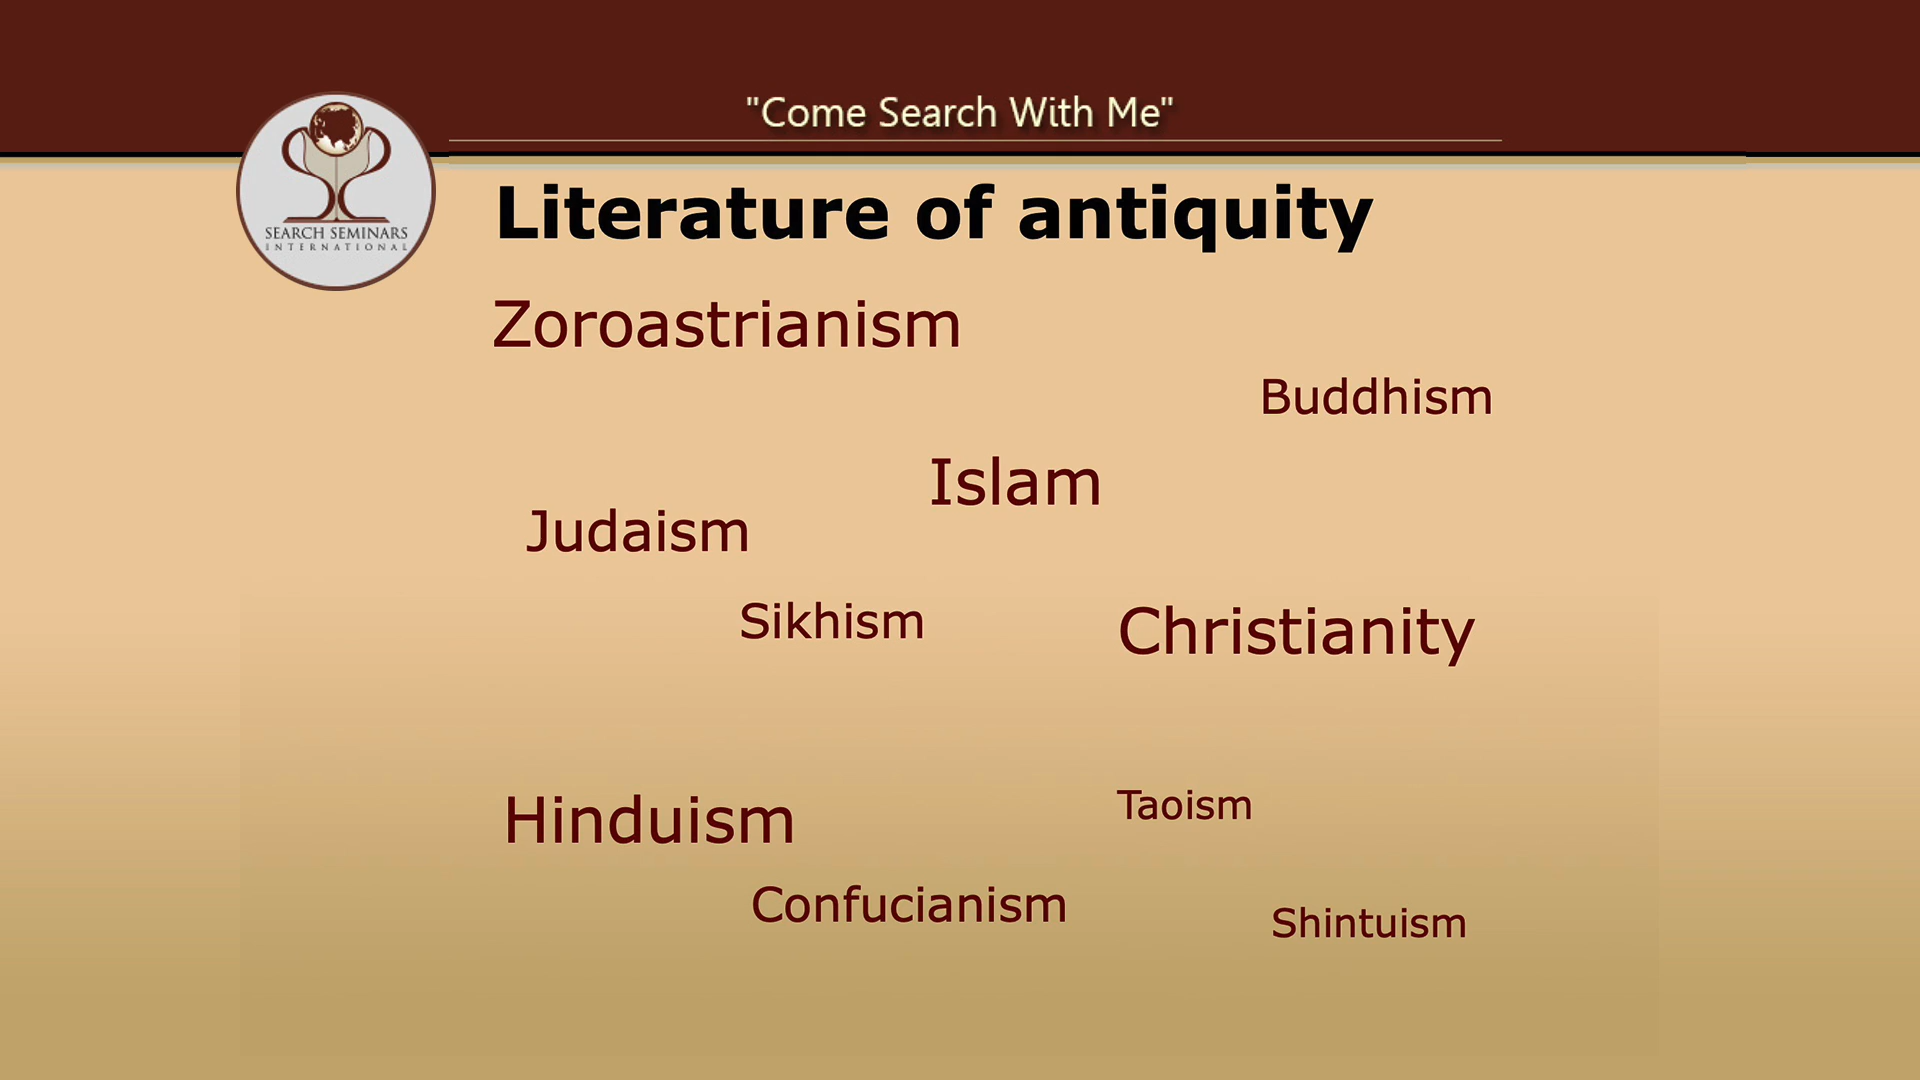 "Come Search With Me"
SEARCH SEMINARS
INTERNATIONAL
Literature of antiquity
Zoroastrianism
Buddhism
Islam
Judaism
Sikhism
Christianity
Hinduism
Taoism
Confucianism
Shintuism